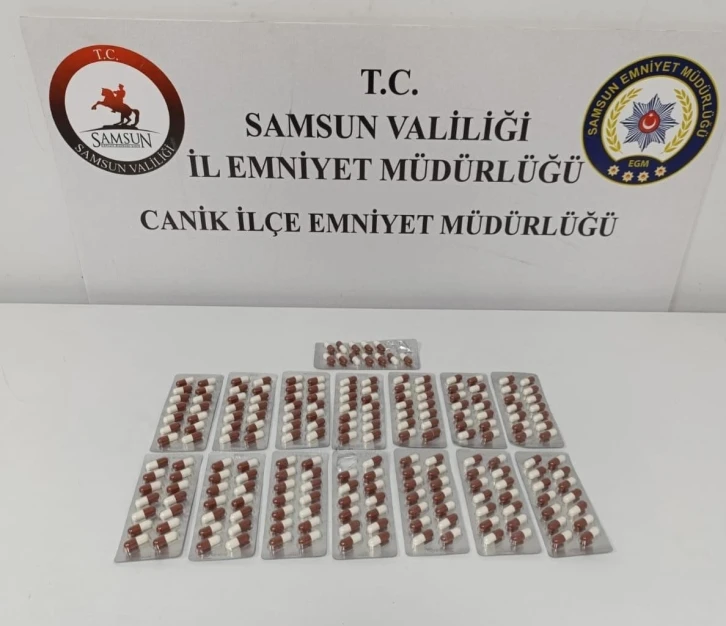 T.C.
SAMSUN
SAMSUN VALİLİĞİ
T.C.
SAMSUN VALİLİĞİ
İL EMNİYET MÜDÜRLÜĞÜ
CANİK İLÇE EMNİYET MÜDÜRLÜĞÜ
SAMSUN EMNİYET MÜDÜRLÜĞÜ
EGM